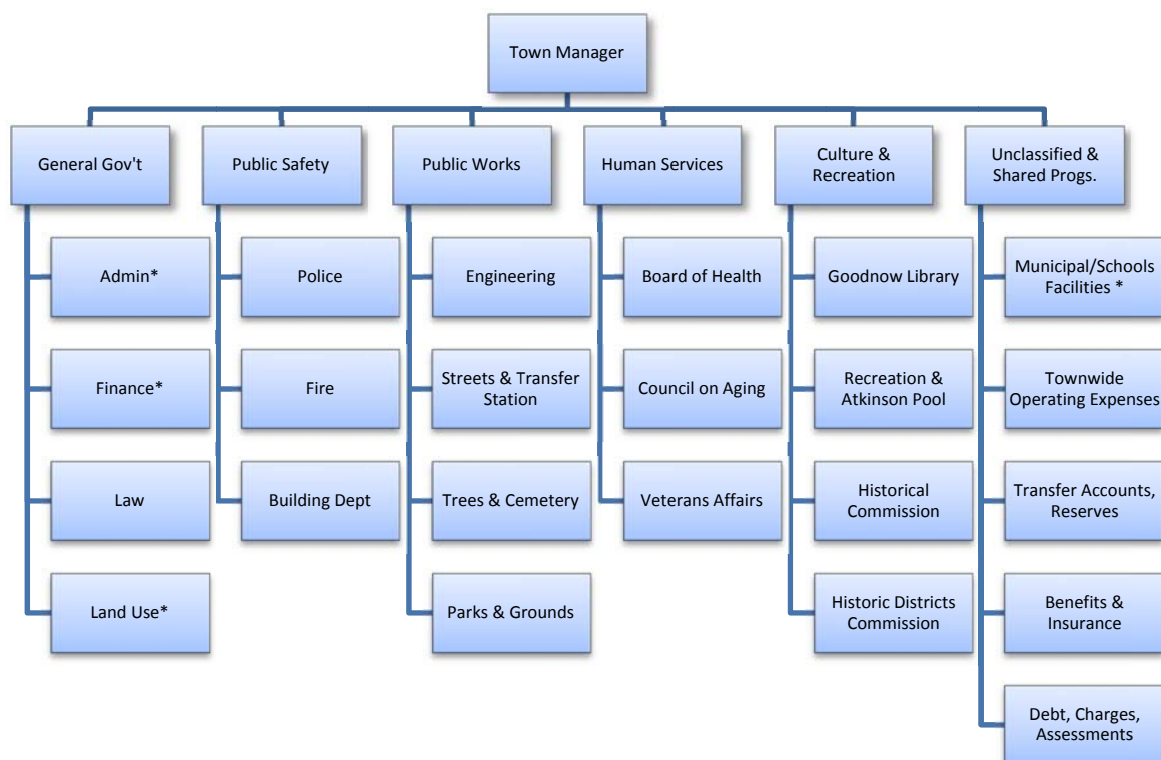 Town Manager
General Gov't
Public Safety
Public Works
Human Services
Culture &
Recreation
Unclassified &
Shared Progs.
Admin*
Finance*
Law
Land Use*
Police
Fire
Building Dept
Engineering
Streets & Transfer
Station
Trees & Cemetery
Parks & Grounds
Board of Health
Council on Aging
Veterans Affairs
Goodnow Library
Recreation &
Atkinson Pool
Historical
Commission
Historic Districts
Commission
Municipal/Schools
Facilities *
Townwide
Operating Expenses
Transfer Accounts,
Reserves
Benefits &
Insurance
Debt, Charges,
Assessments